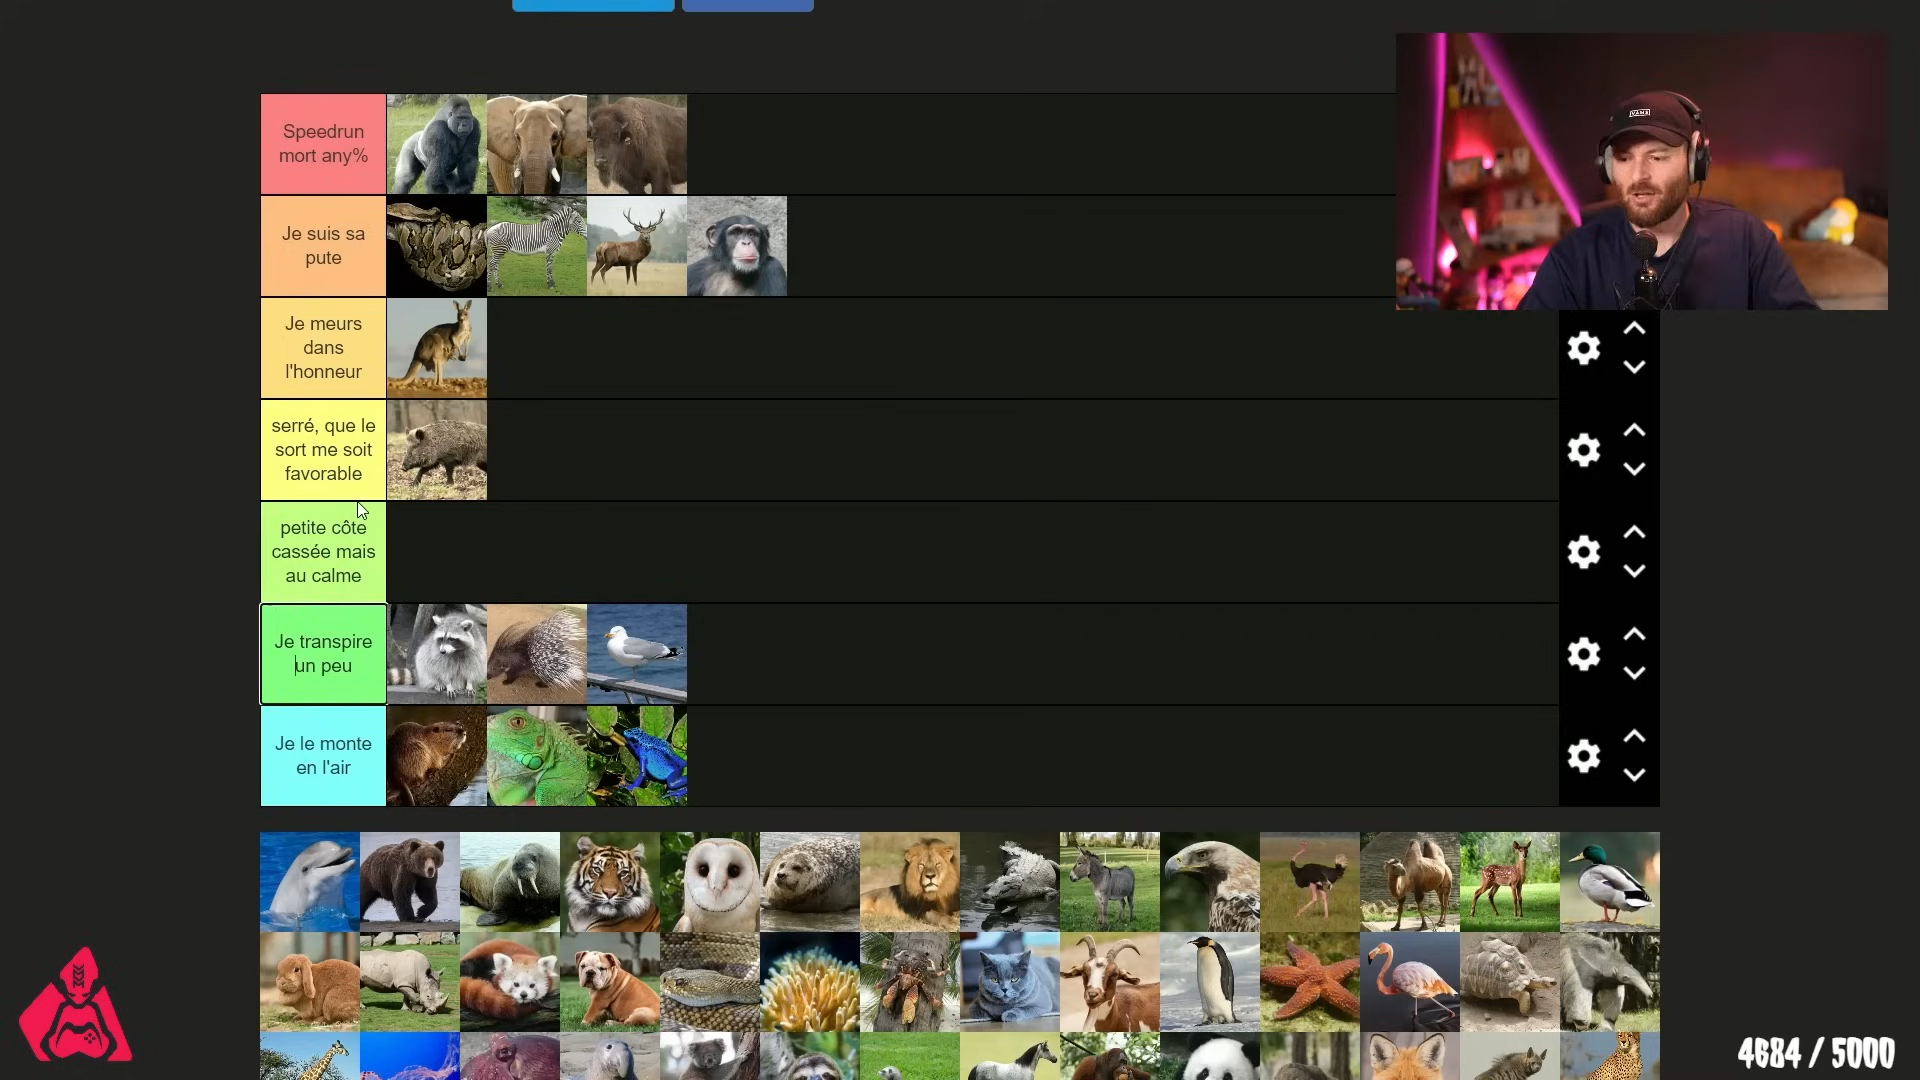 VANS
Speedrun
mort any%
Je suis sa
pute
Je meurs
dans
l'honneur
serré, que le
sort me soit
favorable
petite côte
cassée mais
au calme
Je transpire
un peu
Je le monte
en l'air
4684 / 5000